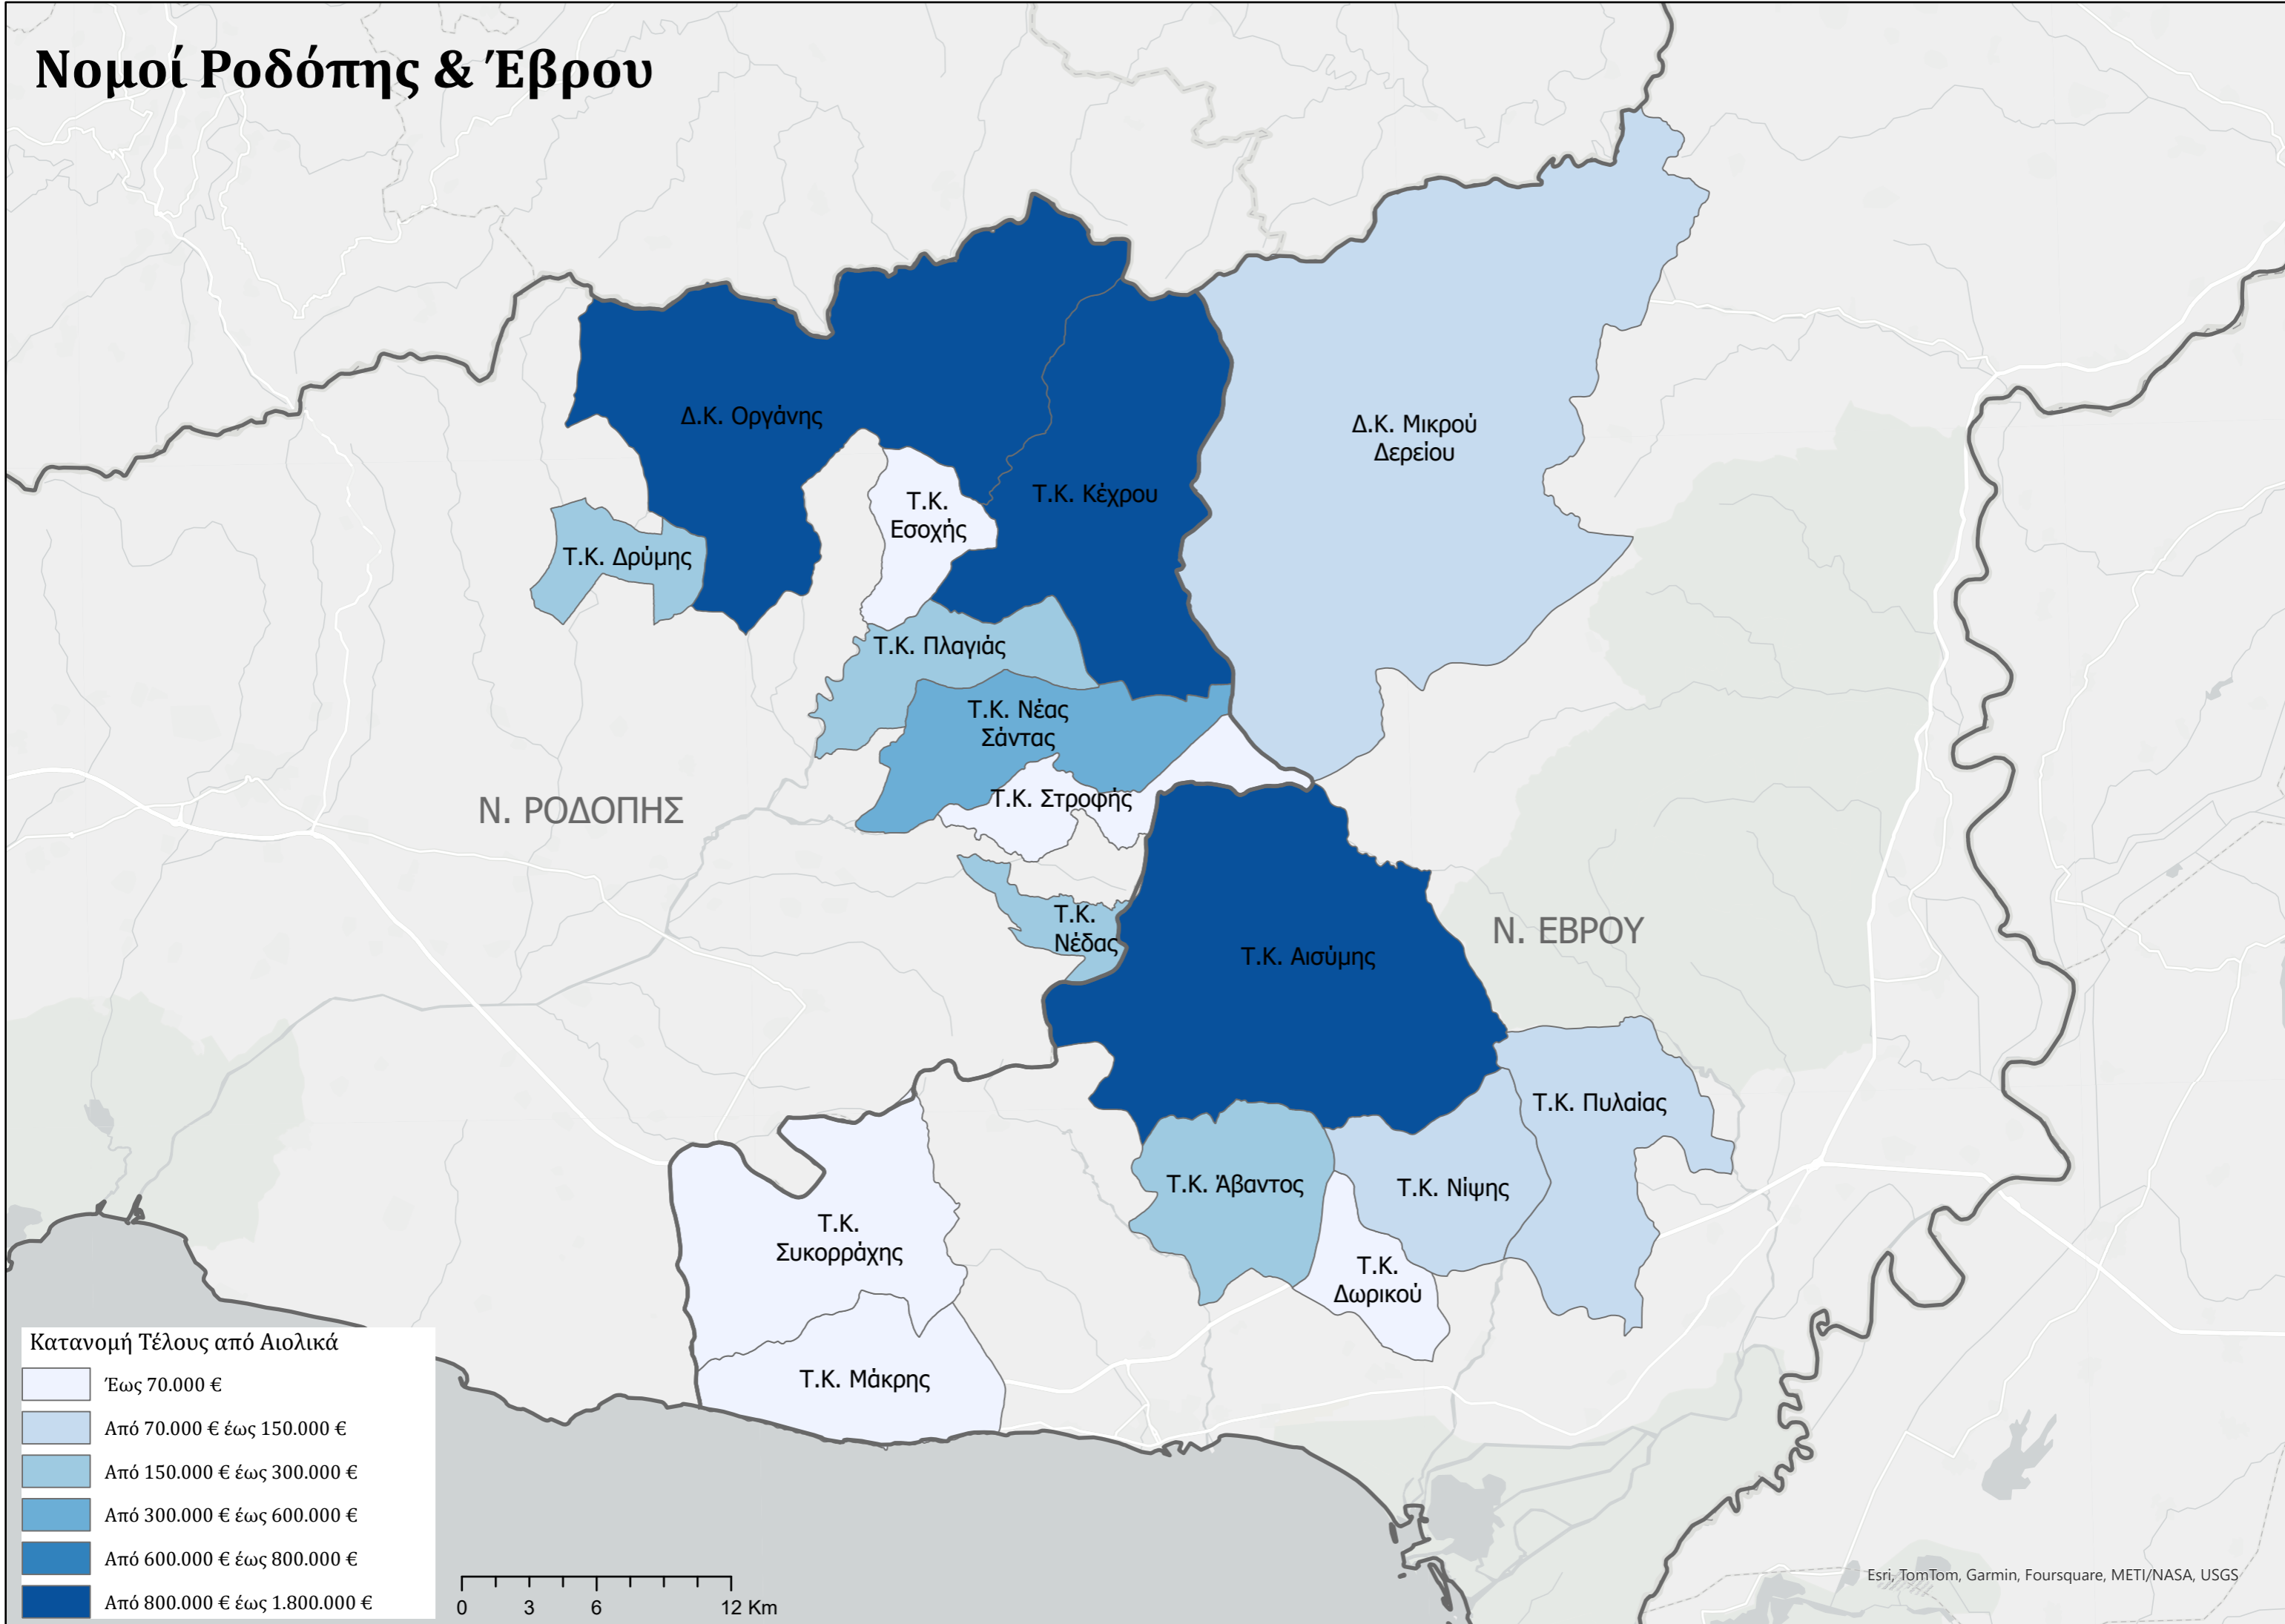 Νομοί Ροδόπης & Έβρου
Δ.Κ. Οργάνης
Δ.Κ. Μικρού
Δερείου
Τ.Κ. Κέχρου
Τ.Κ.
Εσοχής
Τ.Κ. Δρύμης
Τ.Κ. Πλαγιάς
Τ.Κ. Νέας
Σάντας
Τ.Κ. Στροφής
Ν. ΡΟΔΟΠΗΣ
Τ.Κ.
Νέδας
Ν. ΕΒΡΟΥ
Τ.Κ. Αισύμης
Τ.Κ. Πυλαίας
Τ.Κ. Άβαντος
Τ.Κ. Νίψης
Τ.Κ.
Συκορράχης
Τ.Κ.
Δωρικού
Τ.Κ. Μάκρης
Κατανομή Τέλους από Αιολικά
Έως 70.000 €
Από 70.000 € έως 150.000 €
Από 150.000 € έως 300.000 €
Από 300.000 € έως 600.000 €
Από 600.000 € έως 800.000 €
Από 800.000 € έως 1.800.000 €
0 3 6 12 Km
Esri, TomTom, Garmin, Foursquare, METI/NASA, USGS